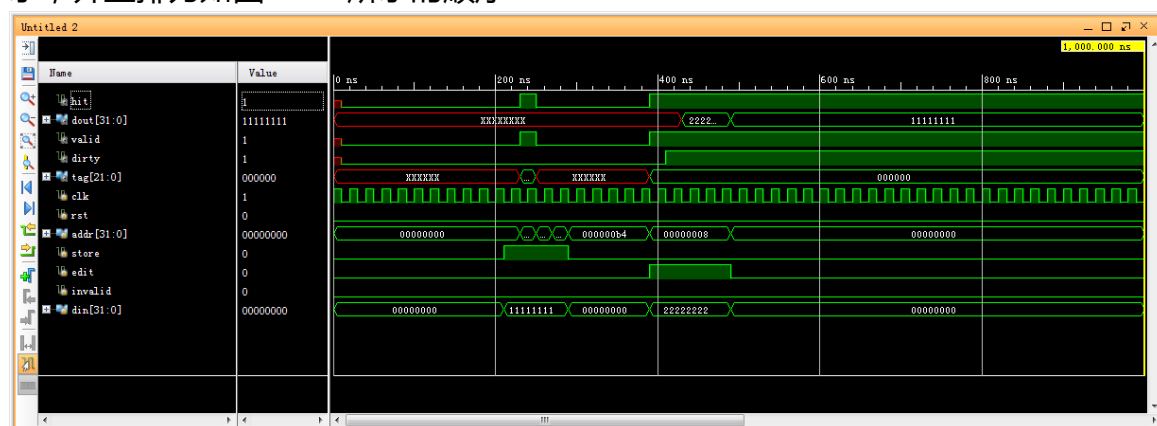 Untitled 2
1,000.000 ns
Name Value
0 ns 200 ns 400 ns 600 ns 800 ns
hit 1
dout[31:0] 11111111 XXXXXXXX 2222... 11111111
valid 1
dirty 1
tag[21:0] 000000 XXXXXX ... XXXXXX 000000
clk 1
rst 0
addr[31:0] 00000000 00000000 ... ... ... 000000b4 00000008 00000000
store 0
edit 0
invalid 0
din[31:0] 00000000 00000000 11111111 00000000 22222222 00000000